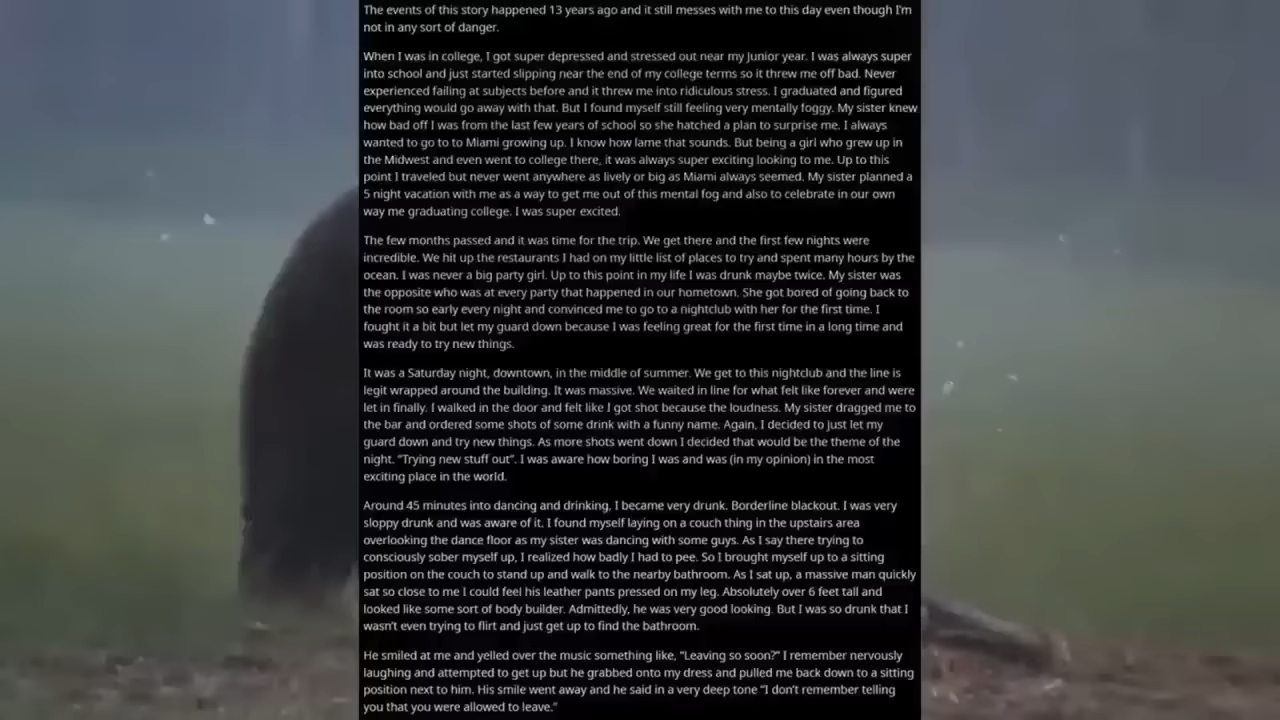 The events of this story happened 13 years ago and it still messes with me to this day even though I'm
not in any sort of danger.
When I was in college, I got super depressed and stressed out near my Junior year. I was always super
into school and just started slipping near the end of my college terms so it threw me off bad. Never
experienced failing at subjects before and it threw me into ridiculous stress. I graduated and figured
everything would go away with that. But I found myself still feeling very mentally foggy. My sister knew
how bad off I was from the last few years of school so she hatched a plan to surprise me. I always
wanted to go to to Miami growing up. I know how lame that sounds. But being a girl who grew up in
the Midwest and even went to college there, it was always super exciting looking to me. Up to this
point I traveled but never went anywhere as lively or big as Miami always seemed. My sister planned a
5 night vacation with me as a way to get me out of this mental fog and also to celebrate in our own
way me graduating college. I was super excited.
The few months passed and it was time for the trip. We get there and the first few nights were
incredible. We hit up the restaurants I had on my little list of places to try and spent many hours by the
ocean. I was never a big party girl. Up to this point in my life I was drunk maybe twice. My sister was
the opposite who was at every party that happened in our hometown. She got bored of going back to
the room so early every night and convinced me to go to a nightclub with her for the first time. I
fought it a bit but let my guard down because I was feeling great for the first time in a long time and
was ready to try new things.
It was a Saturday night, downtown, in the middle of summer. We get to this nightclub and the line is
legit wrapped around the building. It was massive. We waited in line for what felt like forever and were
let in finally. I walked in the door and felt like I got shot because the loudness. My sister dragged me to
the bar and ordered some shots of some drink with a funny name. Again, I decided to just let my
guard down and try new things. As more shots went down I decided that would be the theme of the
night. "Trying new stuff out". I was aware how boring I was and was (in my opinion) in the most
exciting place in the world.
Around 45 minutes into dancing and drinking, I became very drunk. Borderline blackout. I was very
sloppy drunk and was aware of it. I found myself laying on a couch thing in the upstairs area
overlooking the dance floor as my sister was dancing with some guys. As I say there trying to
consciously sober myself up, I realized how badly I had to pee. So I brought myself up to a sitting
position on the couch to stand up and walk to the nearby bathroom. As I sat up, a massive man quickly
sat so close to me I could feel his leather pants pressed on my leg. Absolutely over 6 feet tall and
looked like some sort of body builder. Admittedly, he was very good looking. But I was so drunk that I
wasn't even trying to flirt and just get up to find the bathroom.
He smiled at me and yelled over the music something like, "Leaving so soon?" I remember nervously
laughing and attempted to get up but he grabbed onto my dress and pulled me back down to a sitting
position next to him. His smile went away and he said in a very deep tone "I don't remember telling
you that you were allowed to leave."